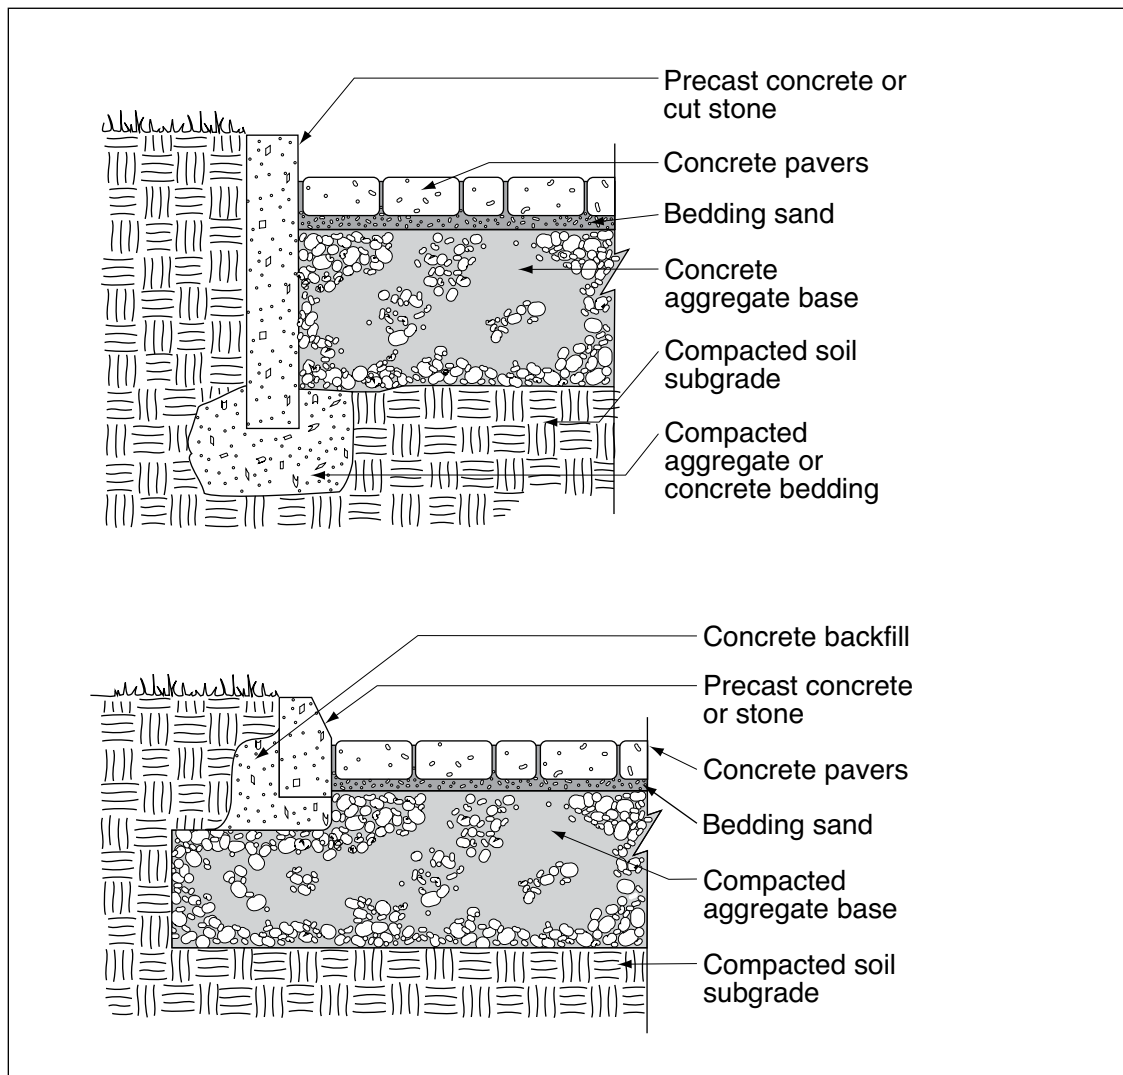 Precast concrete or
cut stone
Concrete pavers
Bedding sand
Concrete
aggregate base
Compacted soil
subgrade
Compacted
aggregate or
concrete bedding
Concrete backfill
Precast concrete
or stone
Concrete pavers
Bedding sand
Compacted
aggregate base
Compacted soil
subgrade